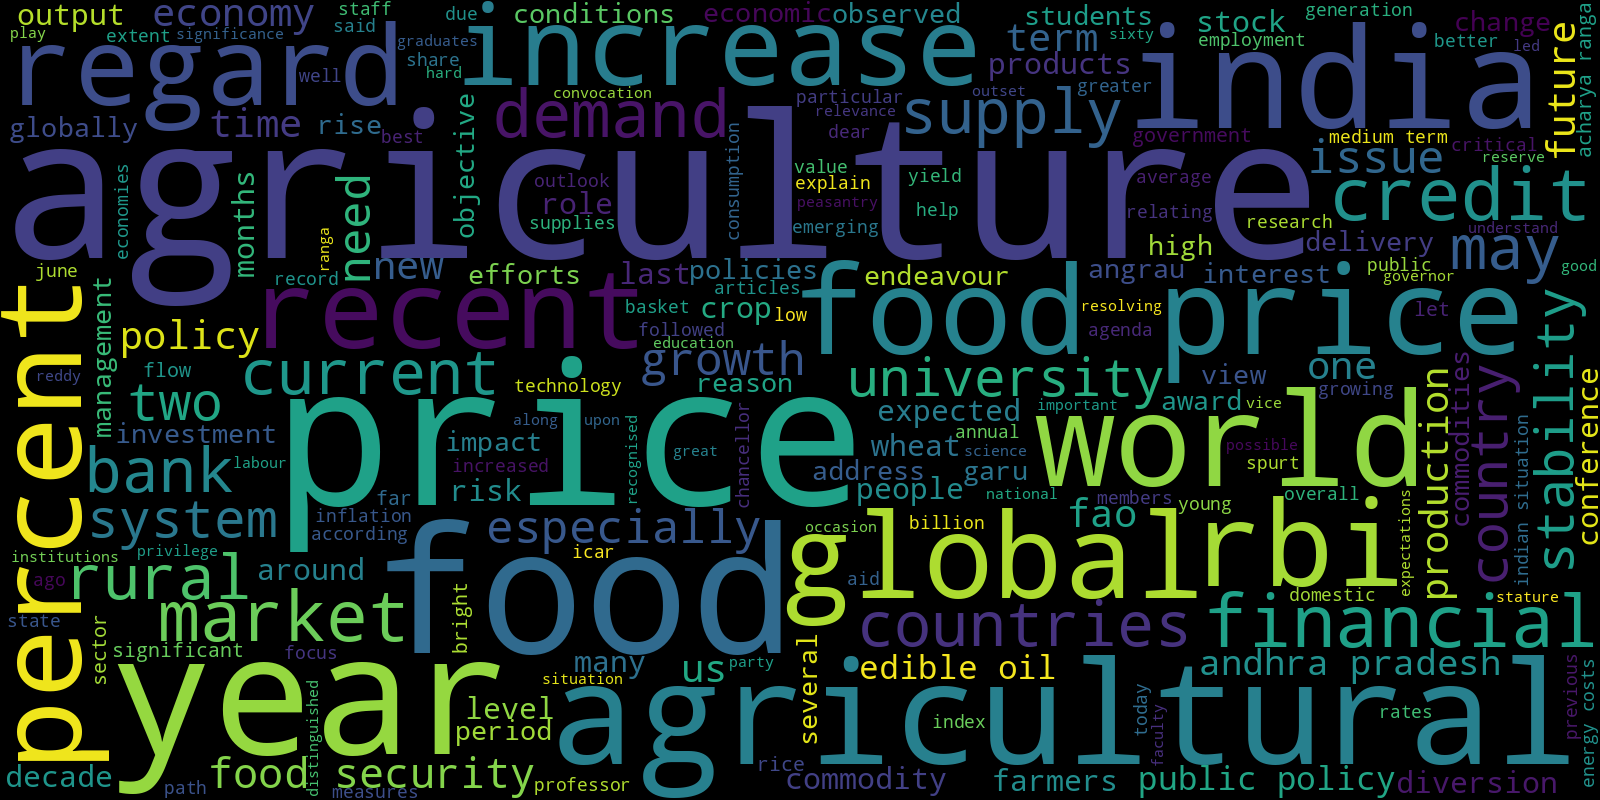 output
economy
staff
said
due
conditions
economic
observed
students
sixty
stock
generation
employment
change
better
led
future
acharya ranga
play
extent
significance
regard
well
graduates
share
hard
increase
term
products
greater
india
globally
time
rise
best
convocation
demand
particular
relevance
dear
outset
supply
government
medium term
critical
reserve
issue
agriculture
economies
months
need
objective
outlook
role
supplies
consumption
value
explain
peasantry
emerging
yield
help
average
relating
research
credit
understand
high
delivery
may
june
ranga
record
new
efforts
last
policies
articles
endeavour
angrau
interest
public
governor
good
percent
management
policy
recent
basket
crop
low
followed
education
food price
resolving
agenda
let
stability
reddy
flow
current
growth
technology
reason
university
view
one
growing
commodities
country
conference
two
investment
price
along
upon
impact
increased
recognised
great
chancellor
expected
important
award
vice
annual
wheat
science
world
possible
spurt
production
indian situation
bank
labour
risk
address
garu
people
national
members
young
overall
system
far
inflation
according
especially
occasion
billion
fao
expectations
institutions
privilege
ago
rural
around
icar
food
global
rbi
aid
domestic
stature
state
market
bright
countries
financial
sector
significant
focus
many
situation
us
party
several
edible oil
andhra pradesh
previous
energy costs
year
level
period
distinguished
agricultural
index
today
faculty
rates
decade
path
food security
measures
professor
rice
commodity
farmers
public policy
diversion